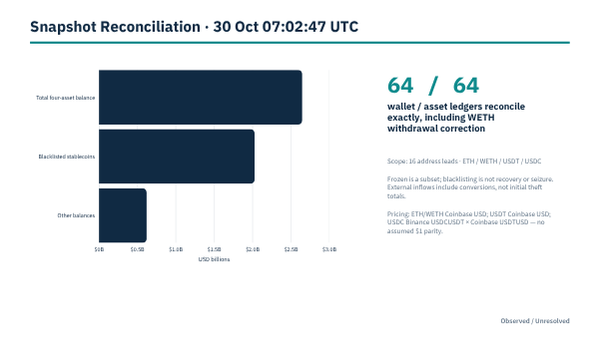 Snapshot Reconciliation · 30 Oct 07:02:47 UTC
Total four-asset balance
Blacklisted stablecoins
Other balances
$0B
$0.5B
$1.0B
$1.5B
$2.0B
$2.5B
$3.0B
USD billions
64 / 64
wallet / asset ledgers reconcile
exactly, including WETH
withdrawal correction
Scope: 16 address leads · ETH / WETH / USDT / USDC
Frozen is a subset; blacklisting is not recovery or seizure.
External inflows include conversions, not initial theft
totals.
Pricing: ETH/WETH Coinbase USD; USDT Coinbase USD;
USDC Binance USDCUSDT × Coinbase USDTUSD — no
assumed $1 parity.
Observed / Unresolved